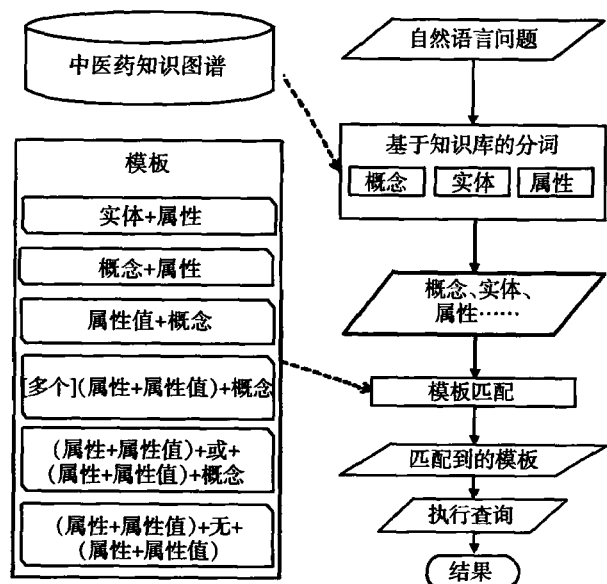 中医药知识图谱
模板
实体+属性
概念+属性
属性值+概念
[多个](属性+属性值)+概念
(属性+属性值)+或+
(属性+属性值)+概念
(属性+属性值)+无+
(属性+属性值)
自然语言问题
基于知识库的分词
概念 实体 属性
概念、实体、
属性……
模板匹配
匹配到的模板
执行查询
结果